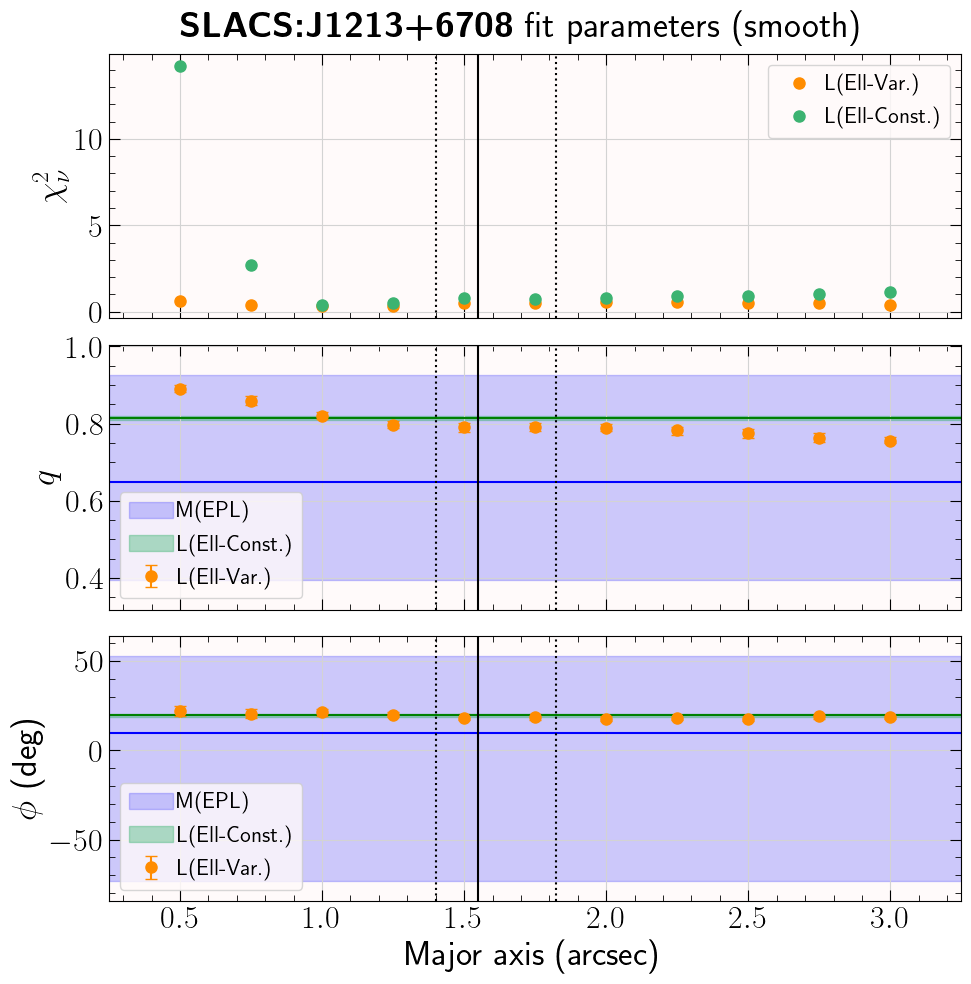 SLACS:J1213+6708 fit parameters (smooth)
L(Ell-Var.)
L(Ell-Const.)
10
5
0
χ²ᵥ
1.0
0.8
0.6
0.4
q
M(EPL)
L(Ell-Const.)
L(Ell-Var.)
50
0
−50
ϕ (deg)
M(EPL)
L(Ell-Const.)
L(Ell-Var.)
0.5 1.0 1.5 2.0 2.5 3.0
Major axis (arcsec)